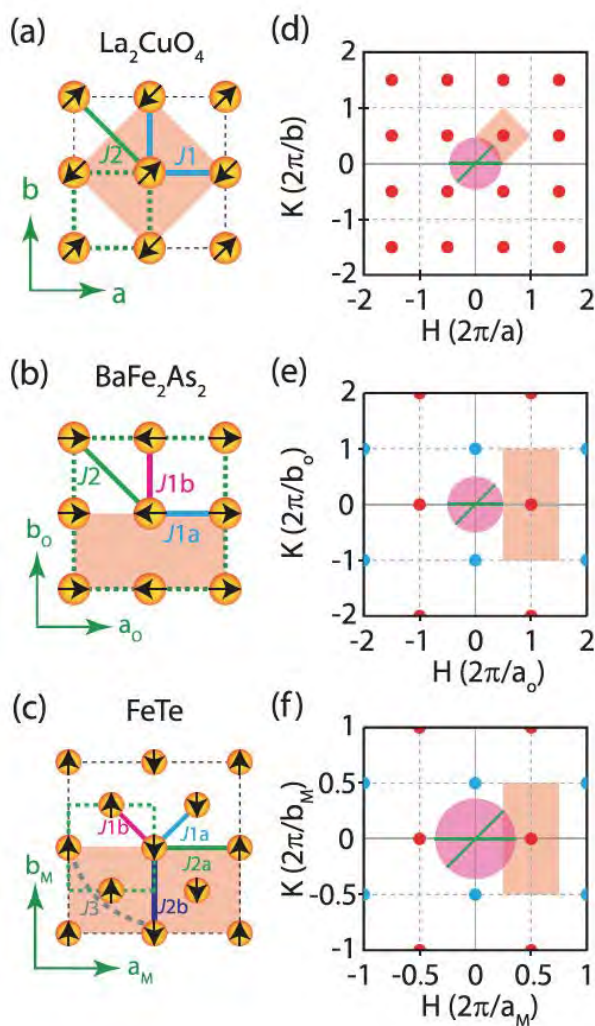 (a)
La2CuO4
J2
J1
b
a
(d)
K (2π/b)
2
1
0
-1
-2
-2 -1 0 1 2
H (2π/a)
(b)
BaFe2As2
J2
J1b
J1a
bO
aO
(e)
K (2π/bo)
2
1
0
-1
-2
-2 -1 0 1 2
H (2π/ao)
(c)
FeTe
J1b
J1a
J2a
J3
J2b
bM
aM
(f)
K (2π/bM)
1
0.5
0
-0.5
-1
-1 -0.5 0 0.5 1
H (2π/aM)